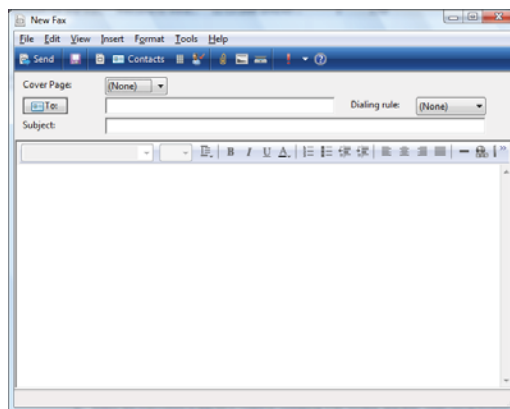 New Fax
File Edit View Insert Format Tools Help
Send Contacts
Cover Page: (None)
To: Dialing rule: (None)
Subject:
B I U A